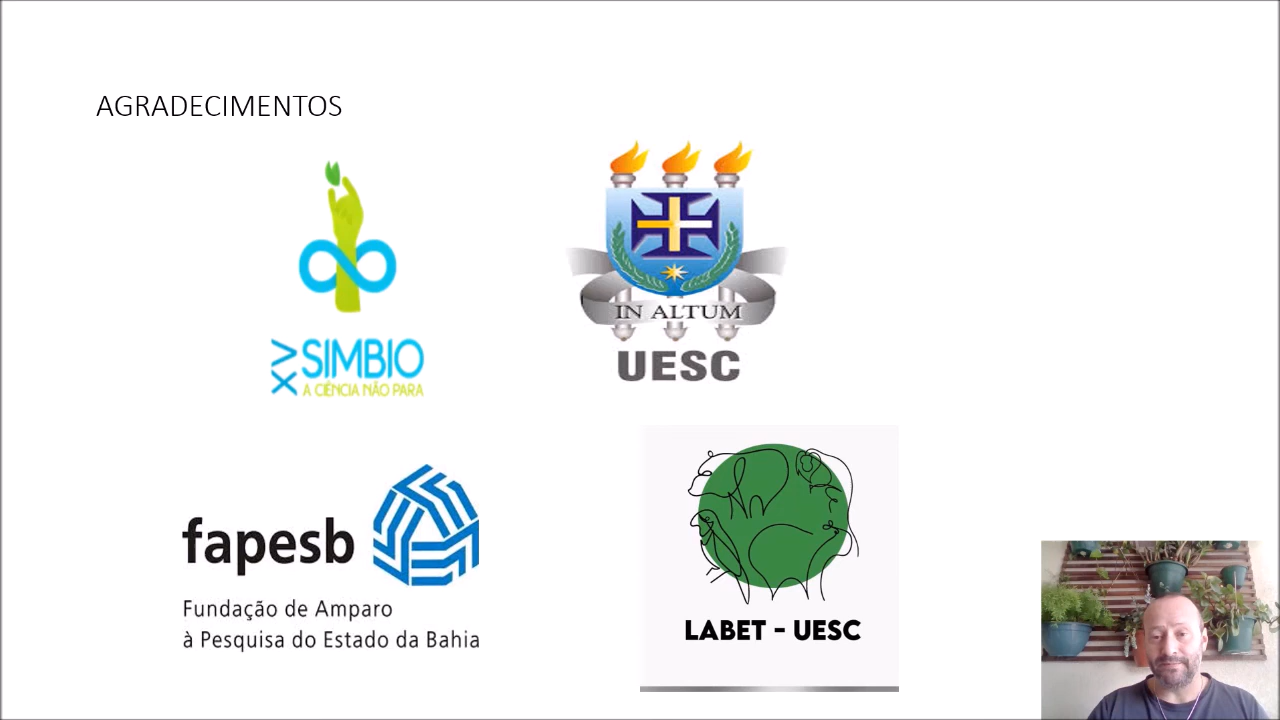 AGRADECIMENTOS
XV SIMBIO
A CIÊNCIA NÃO PARA
IN ALTUM
UESC
fapesb
Fundação de Amparo
à Pesquisa do Estado da Bahia
LABET - UESC